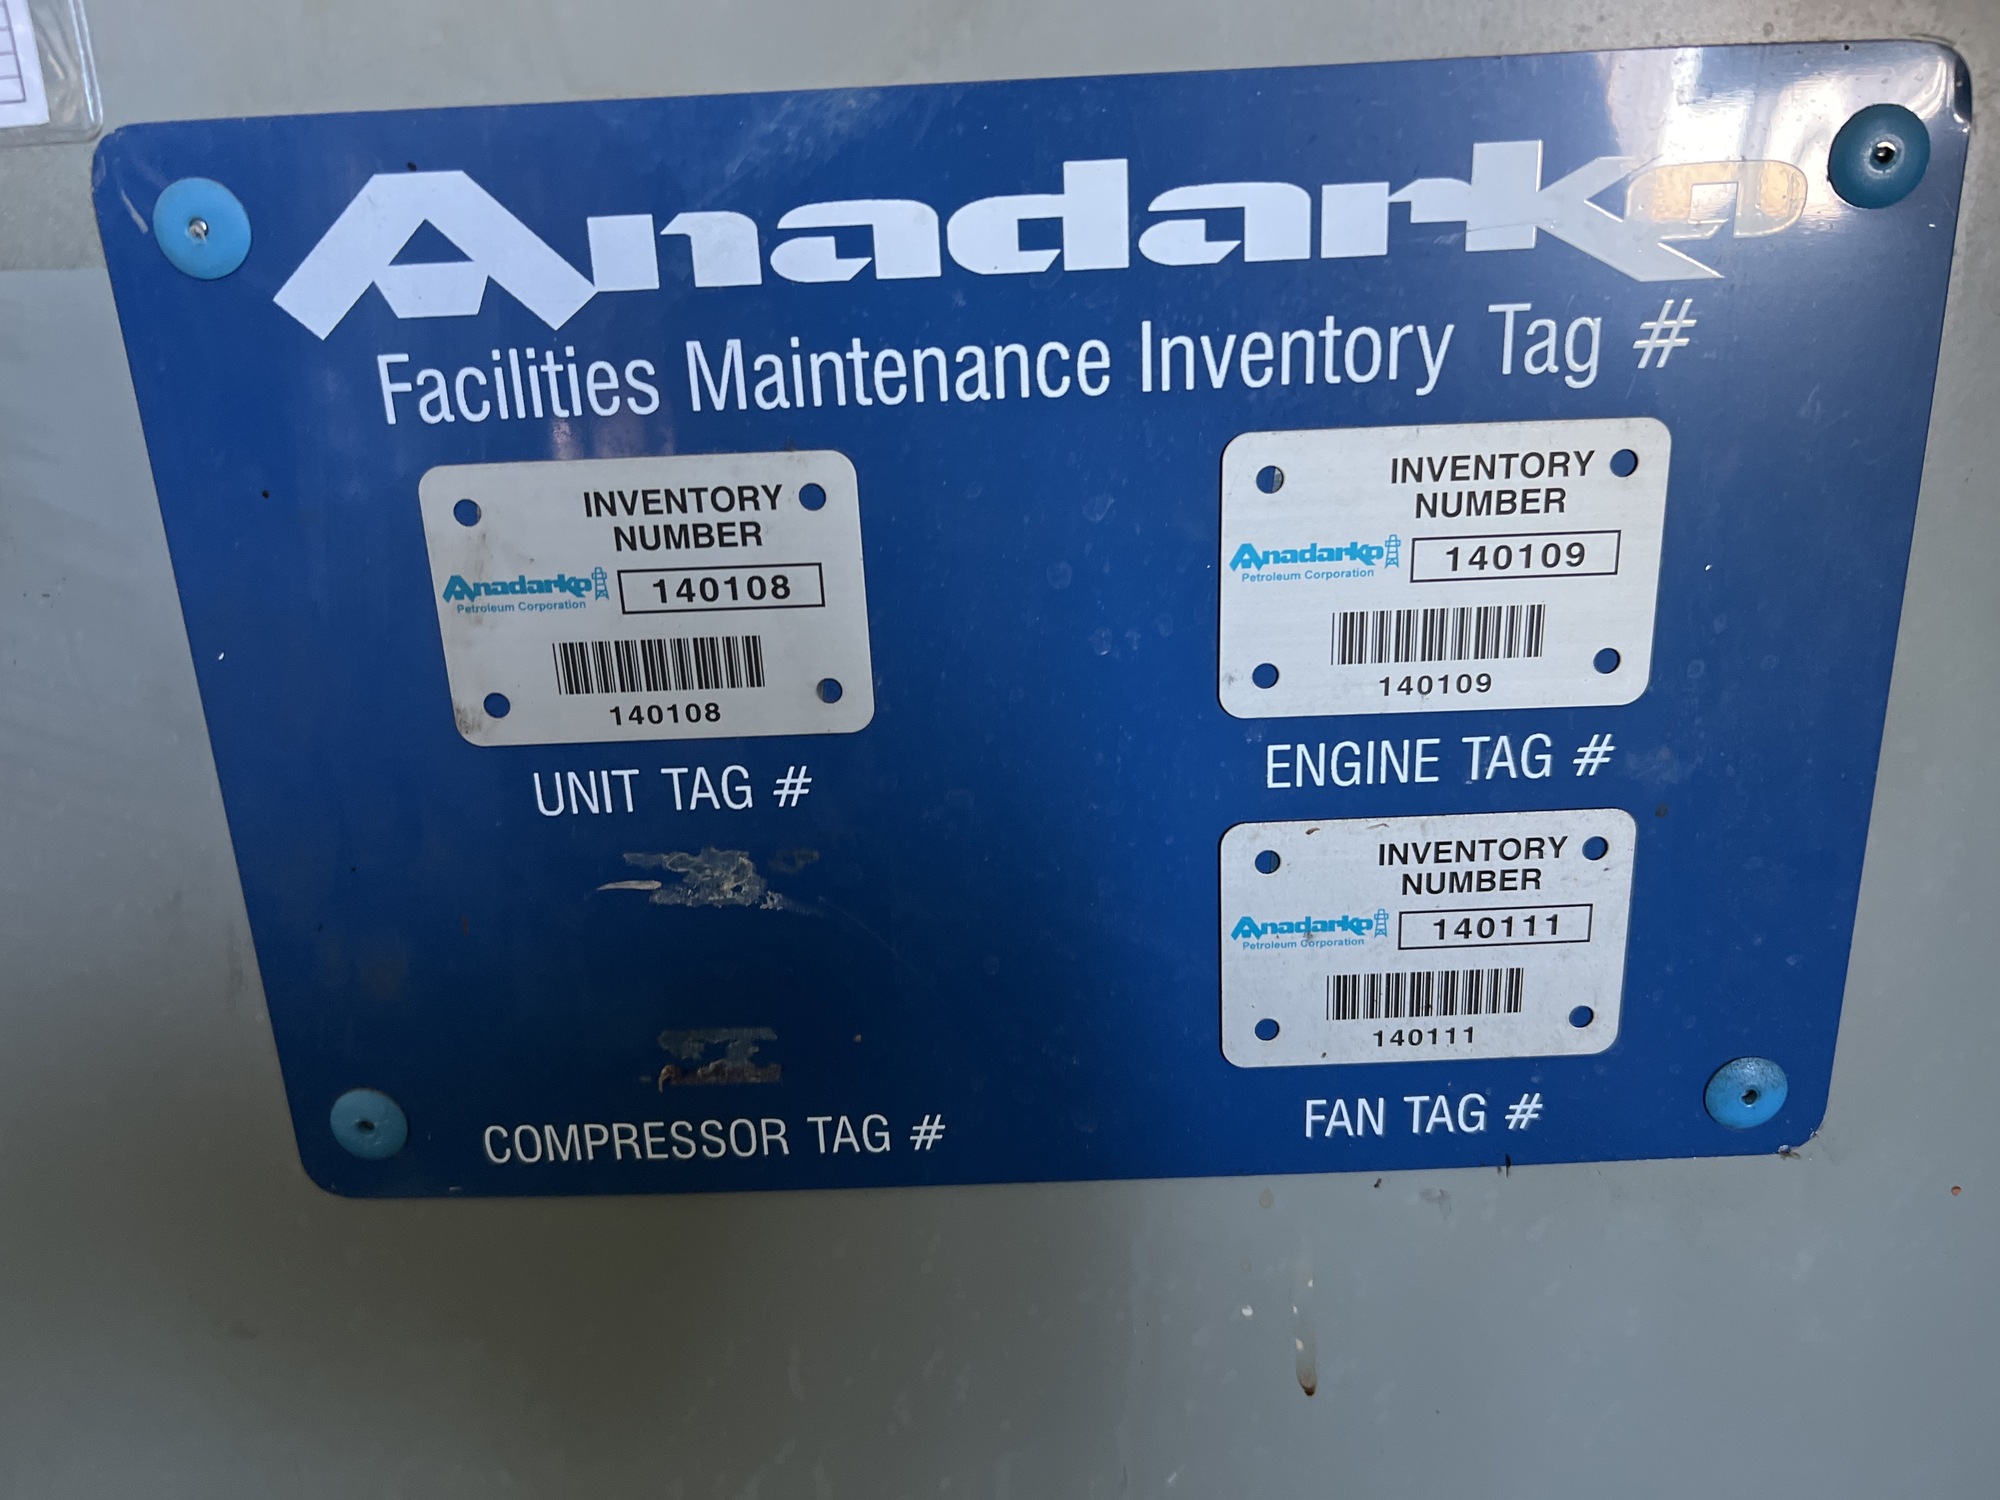 Anadarko
Facilities Maintenance Inventory Tag #
INVENTORY
NUMBER
Anadarko
Petroleum Corporation
140108
140108
UNIT TAG #
INVENTORY
NUMBER
Anadarko
Petroleum Corporation
140109
140109
ENGINE TAG #
COMPRESSOR TAG #
INVENTORY
NUMBER
Anadarko
Petroleum Corporation
140111
140111
FAN TAG #